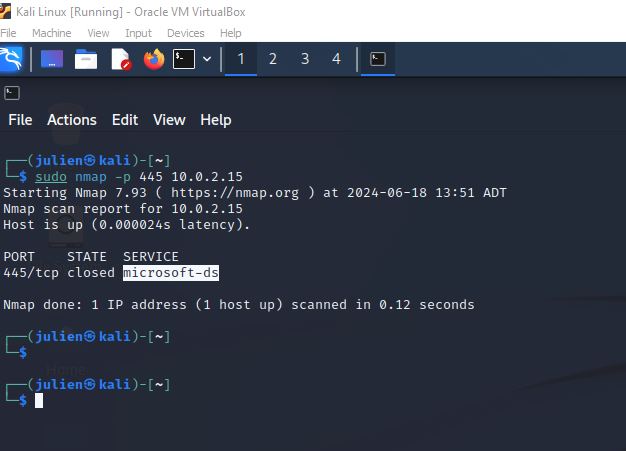 Kali Linux [Running] - Oracle VM VirtualBox
File Machine View Input Devices Help
1 2 3 4
File Actions Edit View Help
┌──(julien㉿kali)-[~]
└─$ sudo nmap -p 445 10.0.2.15
Starting Nmap 7.93 ( https://nmap.org ) at 2024-06-18 13:51 ADT
Nmap scan report for 10.0.2.15
Host is up (0.000024s latency).
PORT    STATE  SERVICE
445/tcp closed microsoft-ds
Nmap done: 1 IP address (1 host up) scanned in 0.12 seconds
┌──(julien㉿kali)-[~]
└─$
Home
┌──(julien㉿kali)-[~]
└─$